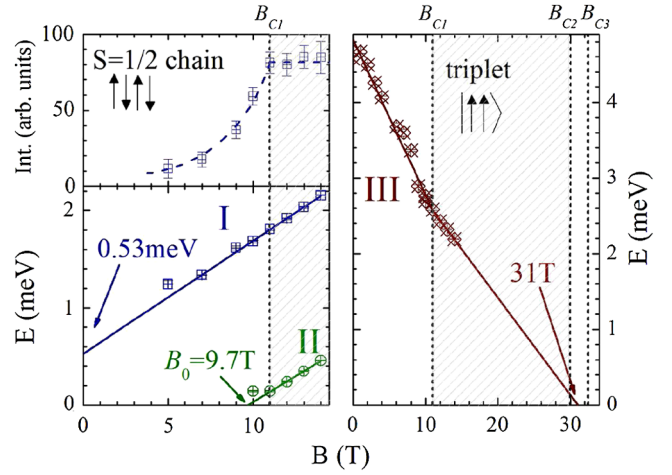 B_C1 B_C1 B_C2 B_C3
Int. (arb. units)
100
50
0
S=1/2 chain
E (meV)
2
1
0
I
0.53meV
II
B_0=9.7T
0 5 10
triplet
|↑↑⟩
III
31T
4
3
2
1
0
E (meV)
0 10 20 30
B (T)